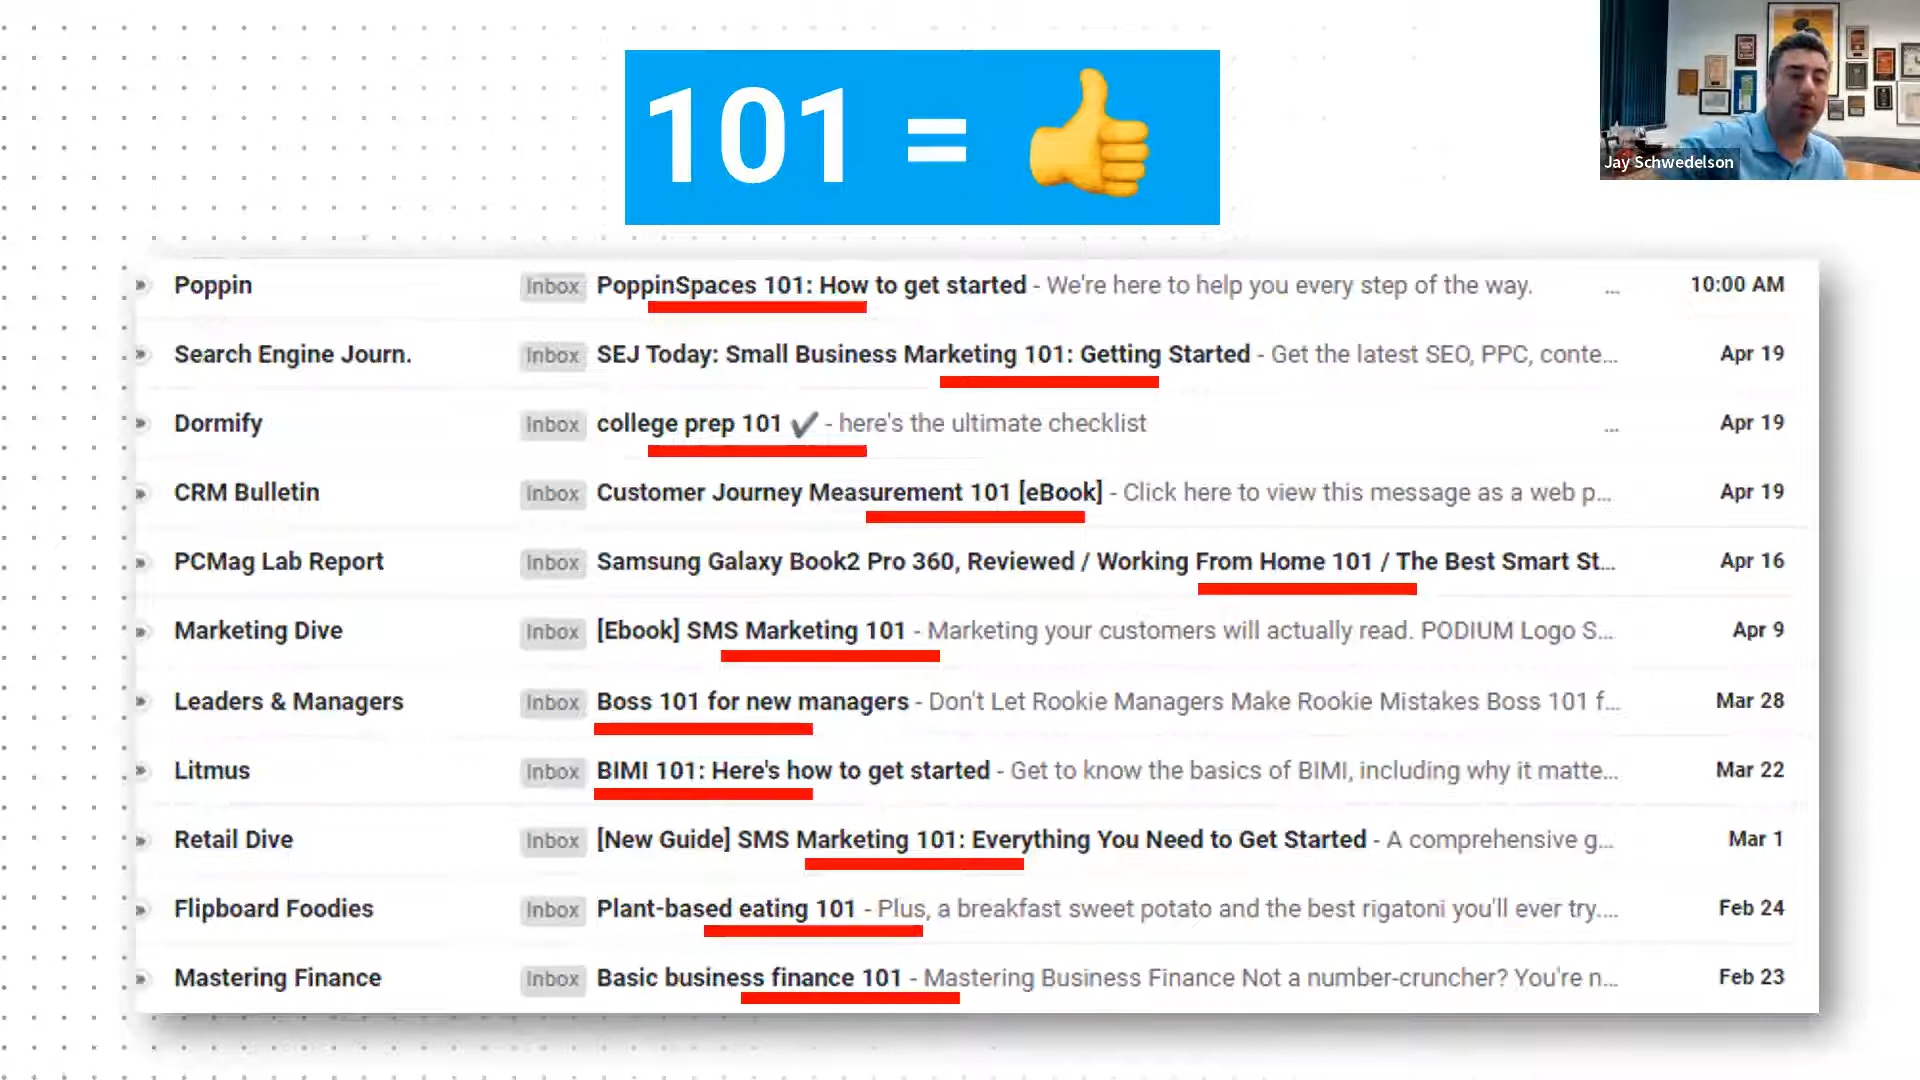 101 = 👍
Jay Schwedelson
Poppin Inbox PoppinSpaces 101: How to get started - We're here to help you every step of the way. ... 10:00 AM
Search Engine Journ. Inbox SEJ Today: Small Business Marketing 101: Getting Started - Get the latest SEO, PPC, conte... Apr 19
Dormify Inbox college prep 101 ✔ - here's the ultimate checklist ... Apr 19
CRM Bulletin Inbox Customer Journey Measurement 101 [eBook] - Click here to view this message as a web p... Apr 19
PCMag Lab Report Inbox Samsung Galaxy Book2 Pro 360, Reviewed / Working From Home 101 / The Best Smart St... Apr 16
Marketing Dive Inbox [Ebook] SMS Marketing 101 - Marketing your customers will actually read. PODIUM Logo S... Apr 9
Leaders & Managers Inbox Boss 101 for new managers - Don't Let Rookie Managers Make Rookie Mistakes Boss 101 f... Mar 28
Litmus Inbox BIMI 101: Here's how to get started - Get to know the basics of BIMI, including why it matte... Mar 22
Retail Dive Inbox [New Guide] SMS Marketing 101: Everything You Need to Get Started - A comprehensive g... Mar 1
Flipboard Foodies Inbox Plant-based eating 101 - Plus, a breakfast sweet potato and the best rigatoni you'll ever try.... Feb 24
Mastering Finance Inbox Basic business finance 101 - Mastering Business Finance Not a number-cruncher? You're n... Feb 23